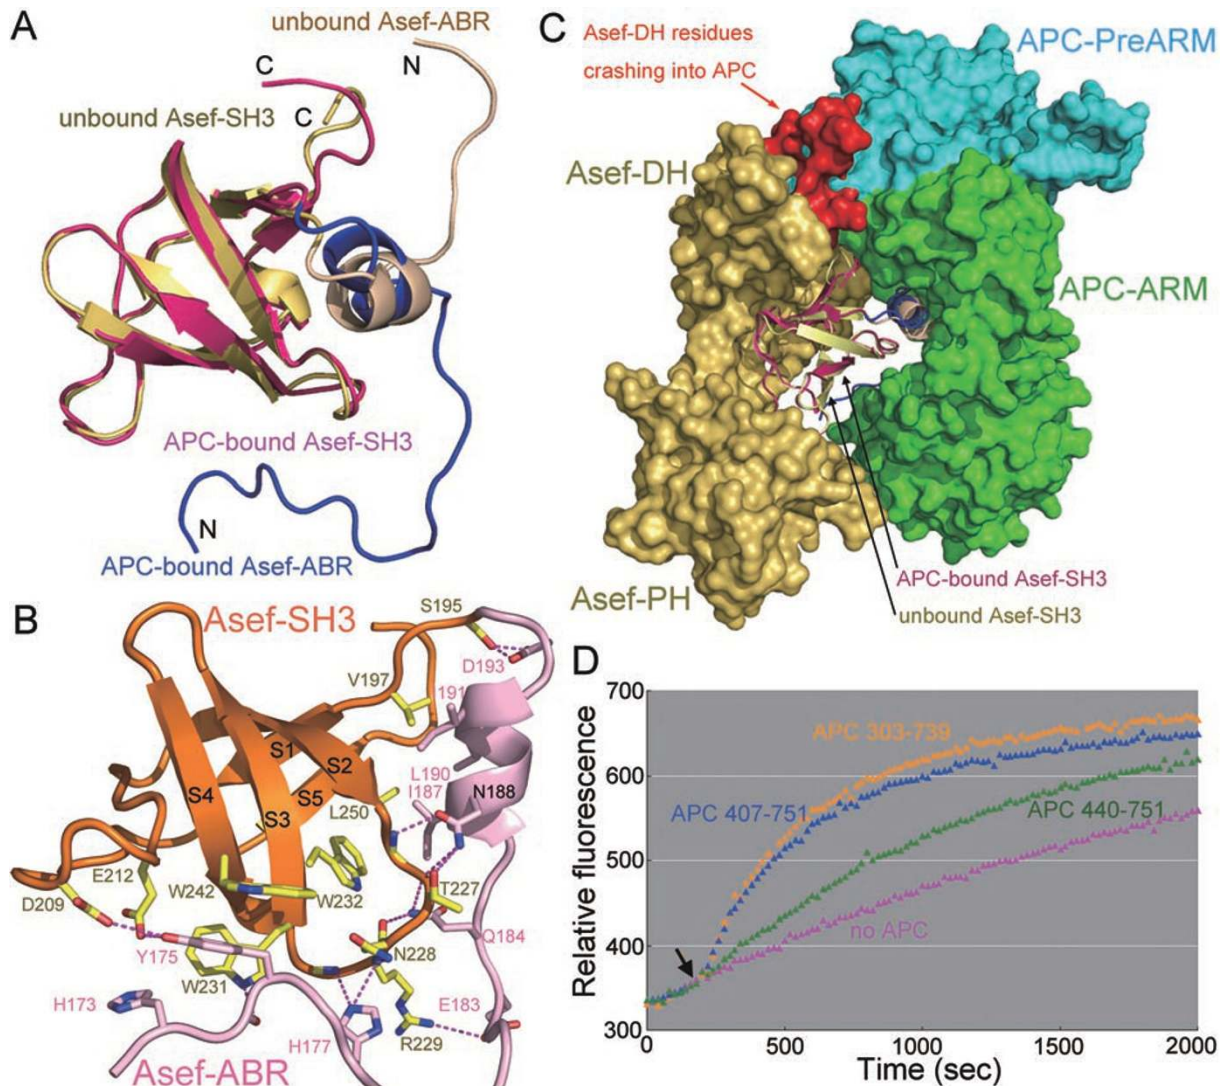 A
unbound Asef-ABR
C
N
unbound Asef-SH3
C
APC-bound Asef-SH3
N
APC-bound Asef-ABR
B
Asef-SH3
S195
D193
V197
191
S1
S2
L190
I187
N188
S4
S5
S3
L250
E212
W242
W232
T227
D209
Y175
N228
Q184
W231
H173
E183
H177
R229
Asef-ABR
C
Asef-DH residues
crashing into APC
APC-PreARM
Asef-DH
APC-ARM
APC-bound Asef-SH3
Asef-PH
unbound Asef-SH3
D
700
600
500
400
300
Relative fluorescence
APC 303-739
APC 407-751
APC 440-751
no APC
0
500
1000
1500
2000
Time (sec)